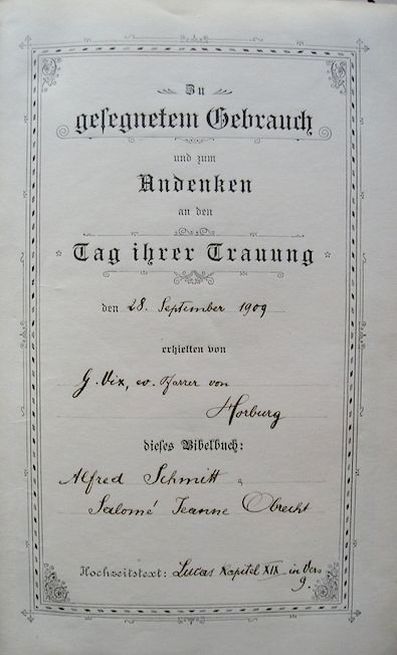 Zu
gesegnetem Gebrauch
und zum
Andenken
an den
Tag ihrer Trauung
den 28. September 1909
erhielten von
G. Vix, ev. Pfarrer von
Horburg
dieses Bibelbuch:
Alfred Schmitt &
Salomé Jeanne Obrecht
Hochzeitstext: Lucas Kapitel XIX in Vers
9.